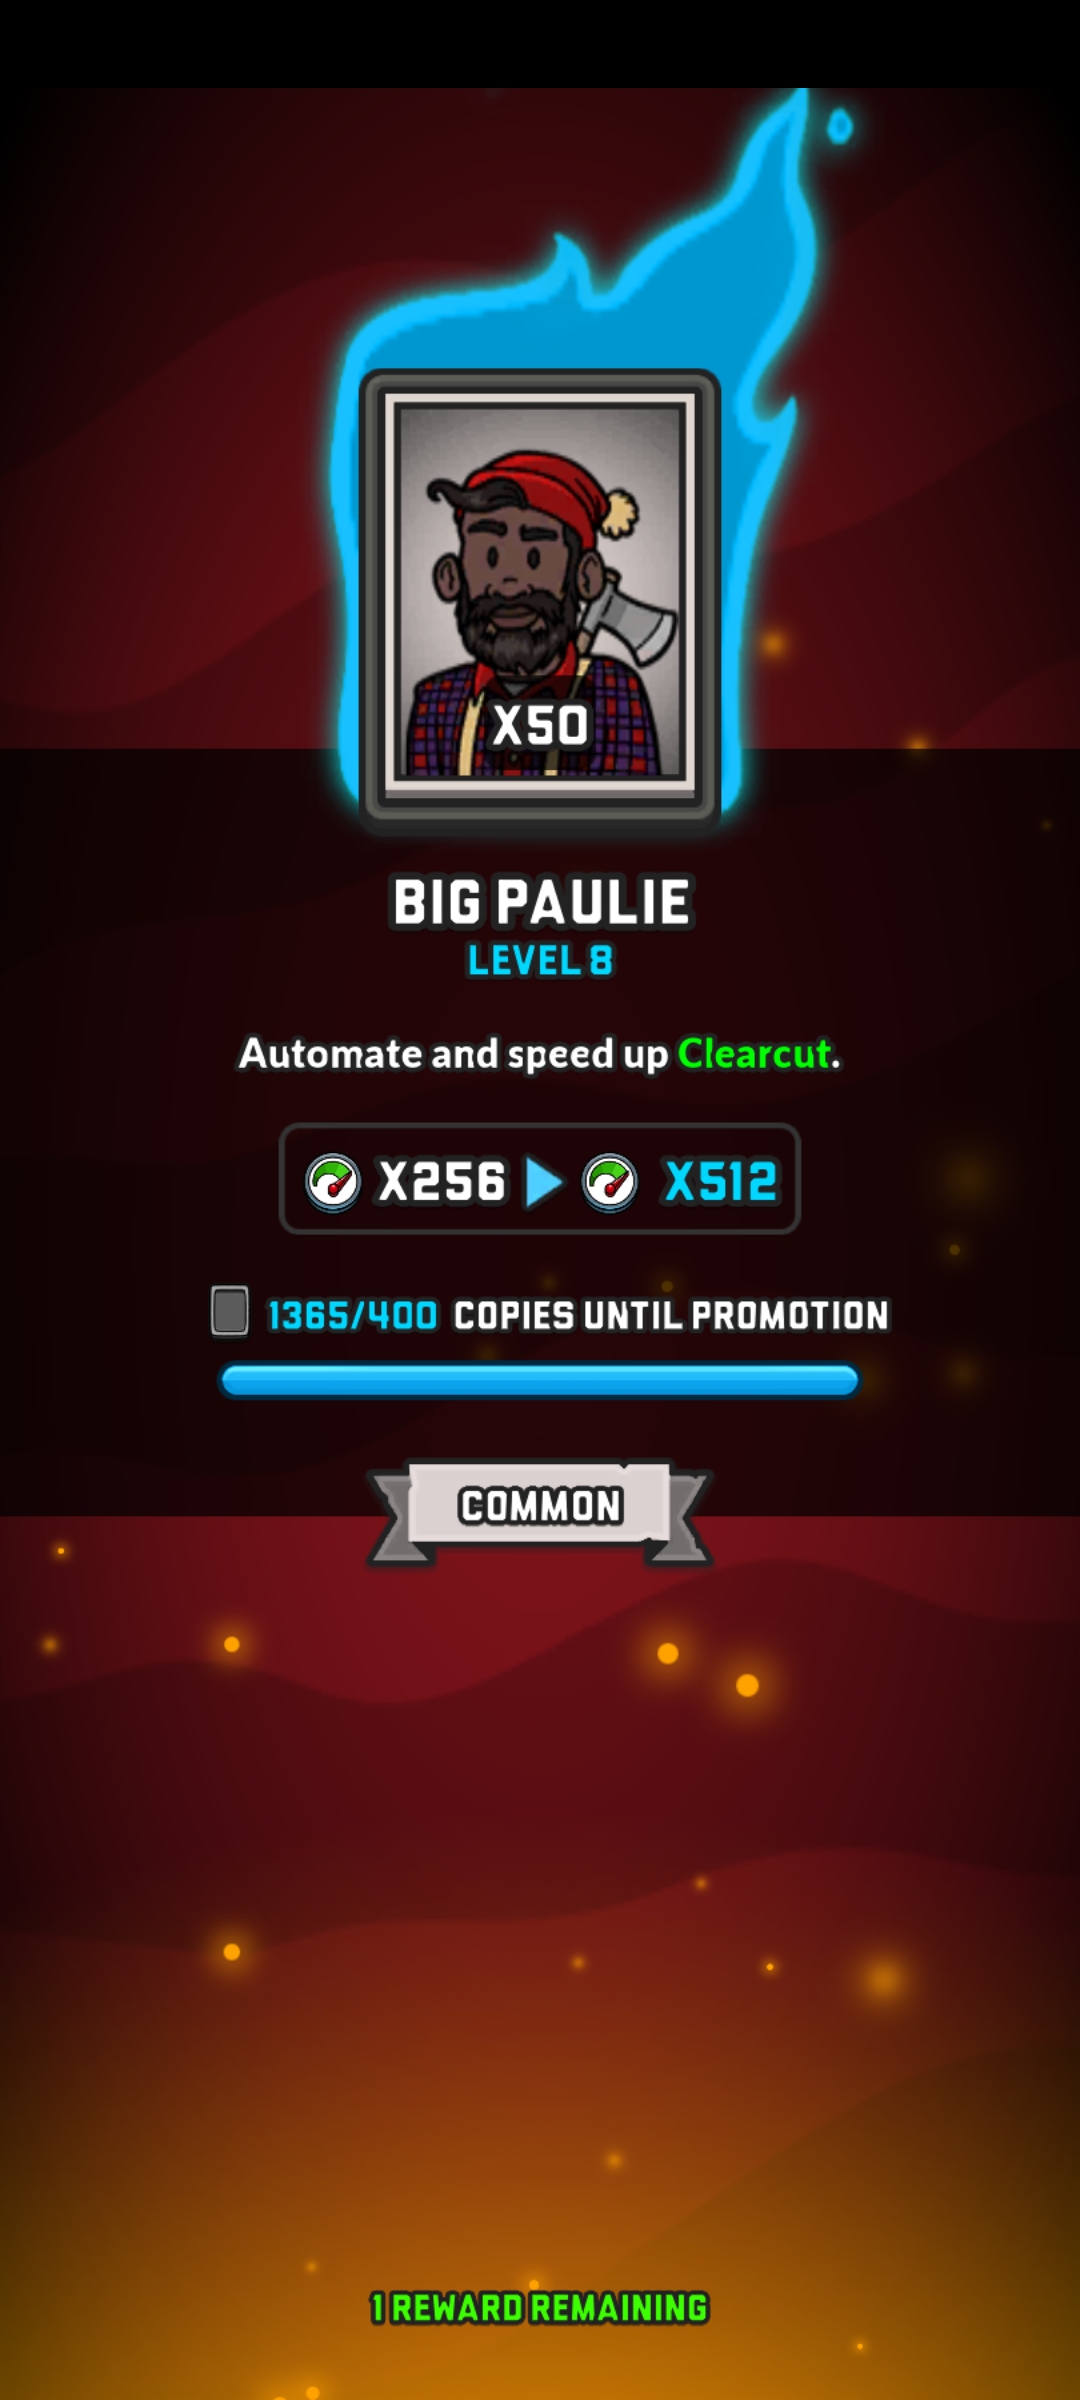 X50
BIG PAULIE
LEVEL 8
Automate and speed up Clearcut.
X256 X512
1365/400 COPIES UNTIL PROMOTION
COMMON
1 REWARD REMAINING